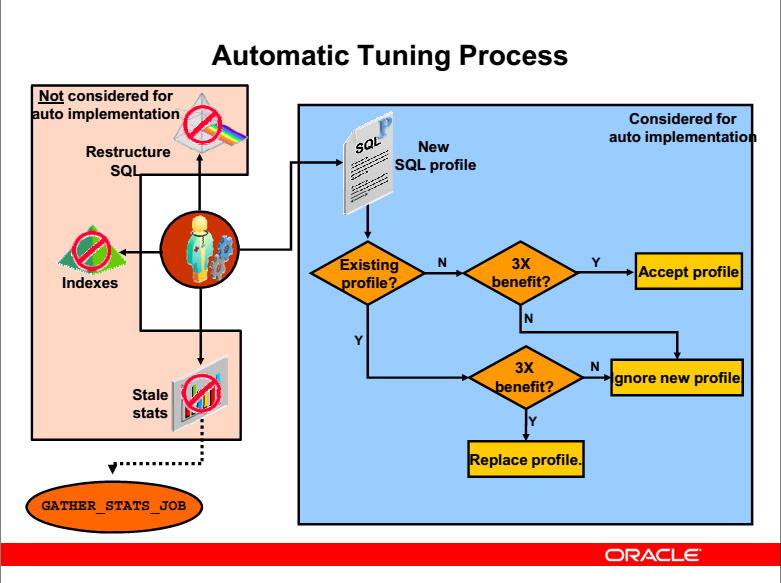 Automatic Tuning Process
Not considered for
auto implementation
Restructure
SQL
Indexes
Stale
stats
GATHER_STATS_JOB
Considered for
auto implementation
SQL
New
SQL profile
Existing
profile?
N
3X
benefit?
Y
Accept profile
N
Y
3X
benefit?
N
Ignore new profile.
Y
Replace profile.
ORACLE